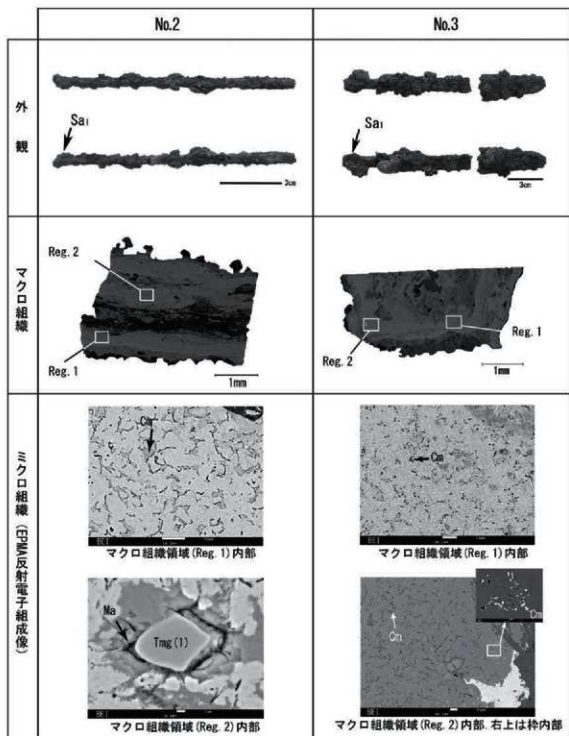 No.2
No.3
外観
Sa₁
3cm
Sa₁
3cm
マクロ組織
Reg. 2
Reg. 1
1mm
Reg. 2
Reg. 1
1mm
ミクロ組織(EPMA反射電子組成像)
Cm
マクロ組織領域(Reg. 1)内部
Cm
マクロ組織領域(Reg. 1)内部
Ma
Tmg(1)
マクロ組織領域(Reg. 2)内部
Cm
Cm
マクロ組織領域(Reg. 2)内部.右上は枠内部